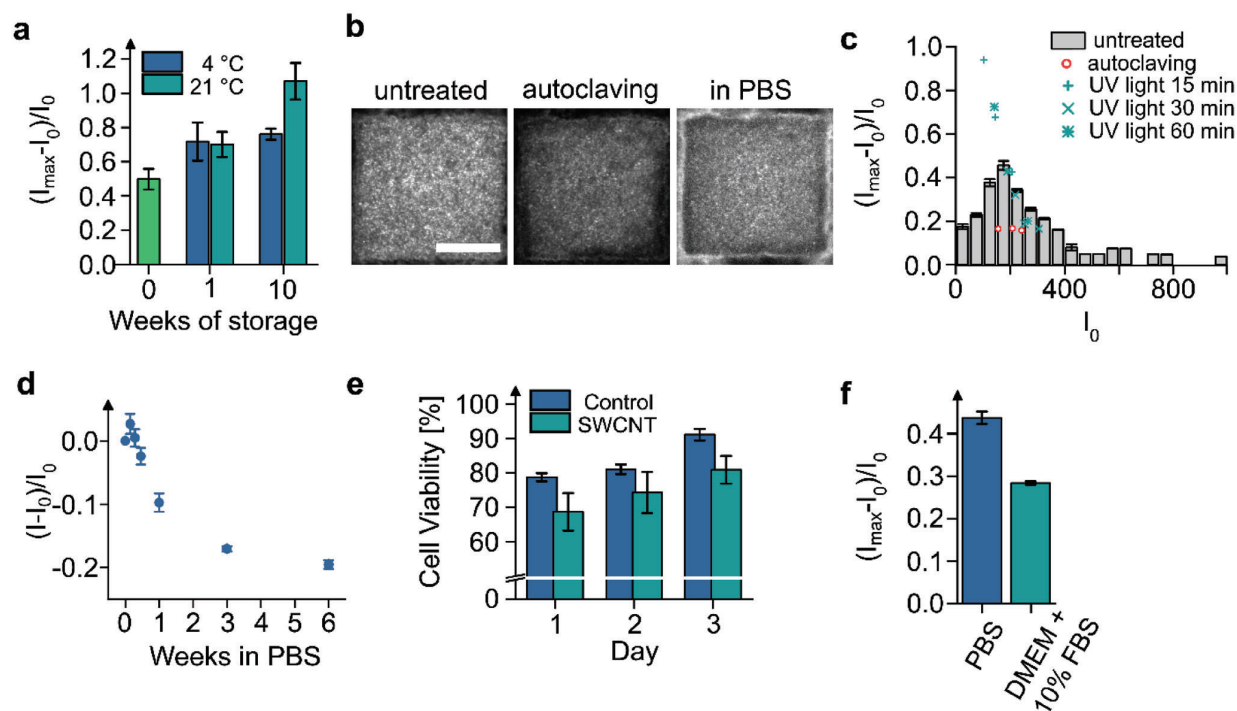 a
(Imax-I0)/I0
1.2
1.0
0.8
0.6
0.4
0.2
0.0
4 °C
21 °C
0 1 10
Weeks of storage
b
untreated autoclaving in PBS
c
(Imax-I0)/I0
1.0
0.8
0.6
0.4
0.2
0.0
untreated
autoclaving
UV light 15 min
UV light 30 min
UV light 60 min
0 400 800
I0
d
(I-I0)/I0
0.0
-0.1
-0.2
0 1 2 3 4 5 6
Weeks in PBS
e
Cell Viability [%]
100
90
80
70
60
0
Control
SWCNT
1 2 3
Day
f
(Imax-I0)/I0
0.4
0.3
0.2
0.1
0.0
PBS
DMEM +
10% FBS